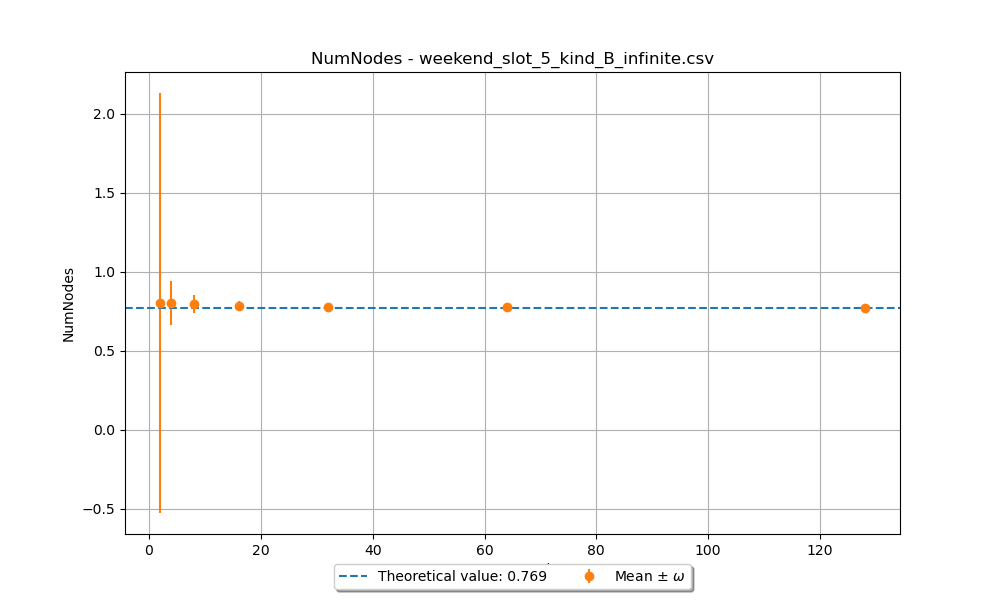 NumNodes - weekend_slot_5_kind_B_infinite.csv
2.0
1.5
1.0
0.5
0.0
−0.5
NumNodes
0 20 40 60 80 100 120
Theoretical value: 0.769 Mean ± ω